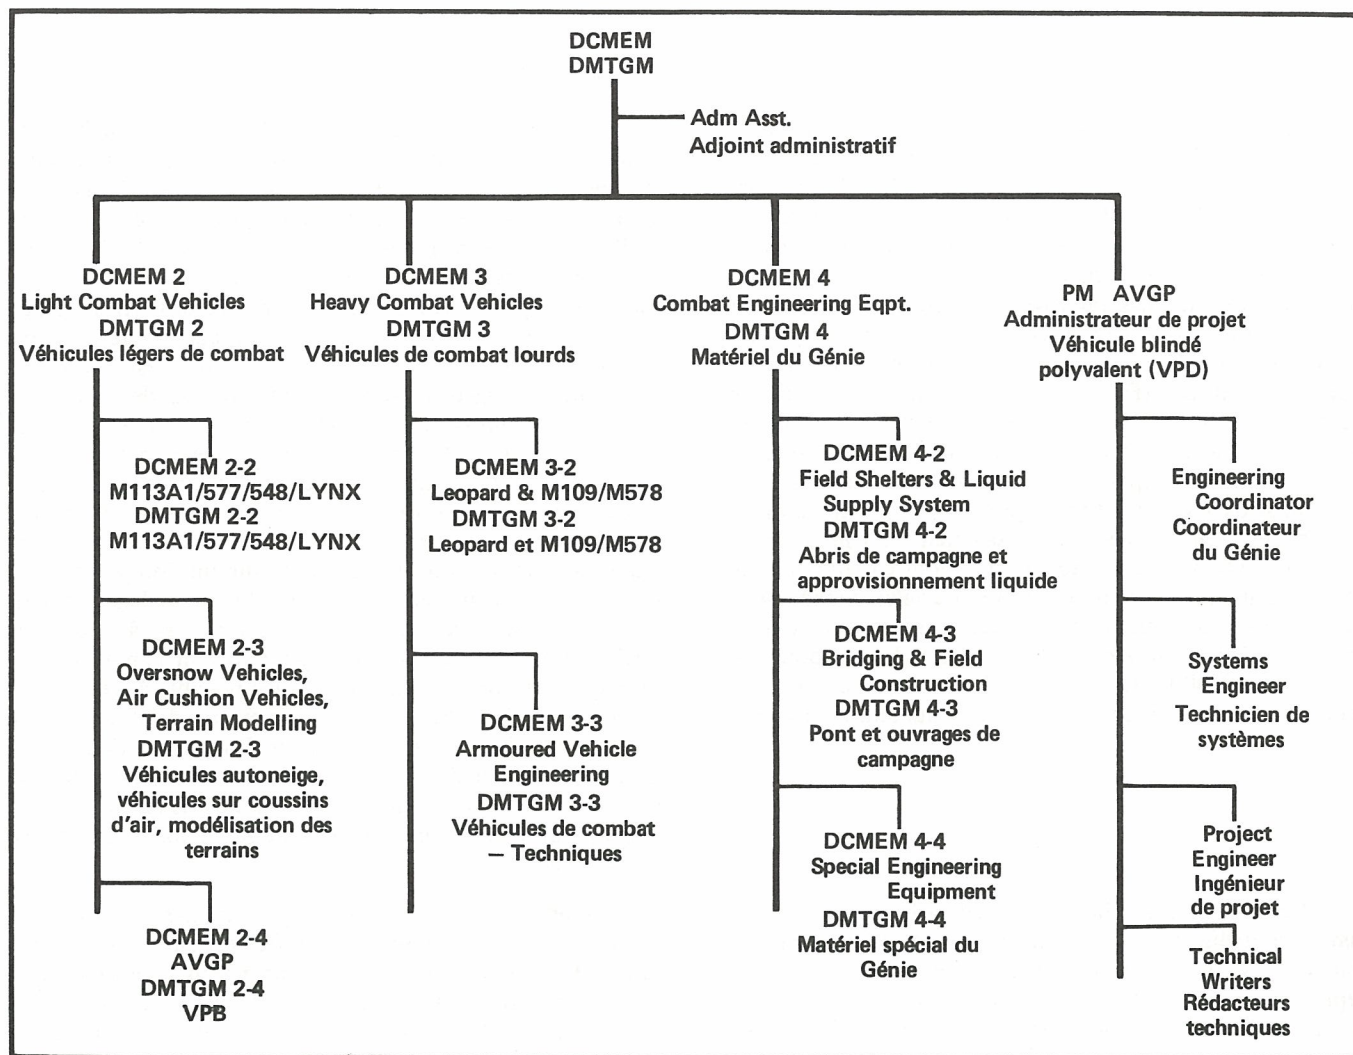 DCMEM
DMTGM
Adm Asst.
Adjoint administratif
DCMEM 2
Light Combat Vehicles
DMTGM 2
Véhicules légers de combat
DCMEM 2-2
M113A1/577/548/LYNX
DMTGM 2-2
M113A1/577/548/LYNX
DCMEM 2-3
Oversnow Vehicles,
Air Cushion Vehicles,
Terrain Modelling
DMTGM 2-3
Véhicules autoneige,
véhicules sur coussins
d'air, modélisation des
terrains
DCMEM 2-4
AVGP
DMTGM 2-4
VPB
DCMEM 3
Heavy Combat Vehicles
DMTGM 3
Véhicules de combat lourds
DCMEM 3-2
Leopard & M109/M578
DMTGM 3-2
Leopard et M109/M578
DCMEM 3-3
Armoured Vehicle
Engineering
DMTGM 3-3
Véhicules de combat
— Techniques
DCMEM 4
Combat Engineering Eqpt.
DMTGM 4
Matériel du Génie
DCMEM 4-2
Field Shelters & Liquid
Supply System
DMTGM 4-2
Abris de campagne et
approvisionnement liquide
DCMEM 4-3
Bridging & Field
Construction
DMTGM 4-3
Pont et ouvrages de
campagne
DCMEM 4-4
Special Engineering
Equipment
DMTGM 4-4
Matériel spécial du
Génie
PM AVGP
Administrateur de projet
Véhicule blindé
polyvalent (VPD)
Engineering
Coordinator
Coordinateur
du Génie
Systems
Engineer
Technicien de
systèmes
Project
Engineer
Ingénieur
de projet
Technical
Writers
Rédacteurs
techniques